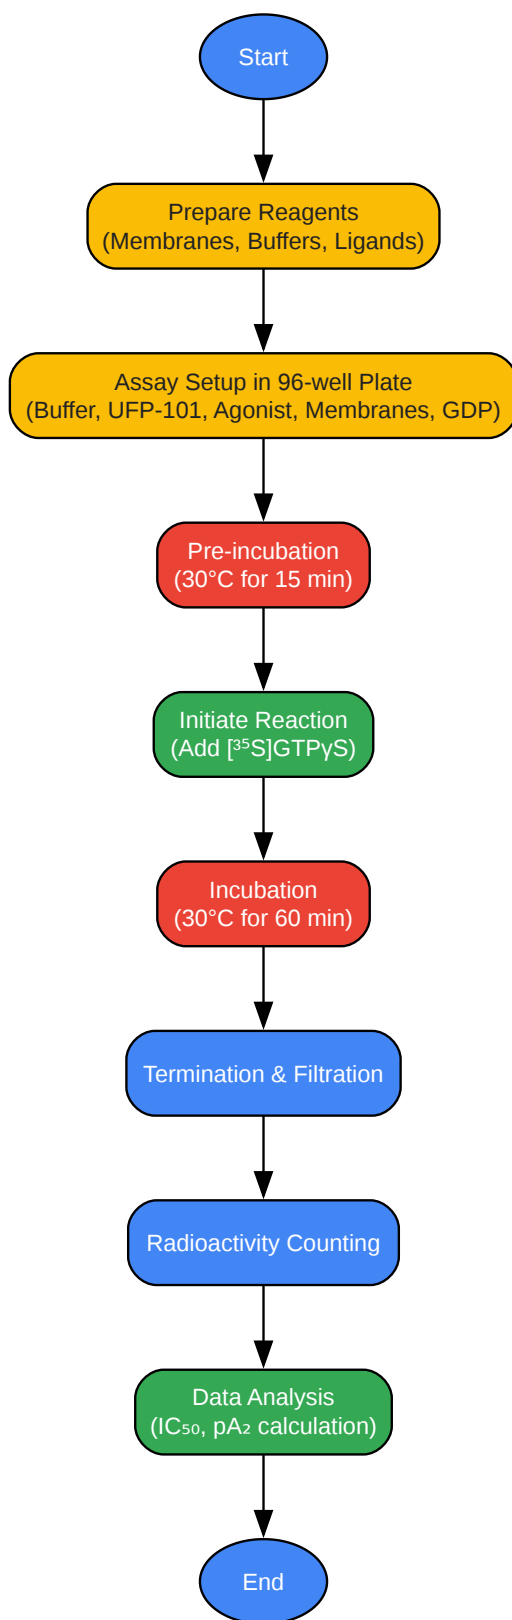 Start
Prepare Reagents
(Membranes, Buffers, Ligands)
Assay Setup in 96-well Plate
(Buffer, UFP-101, Agonist, Membranes, GDP)
Pre-incubation
(30°C for 15 min)
Initiate Reaction
(Add [³⁵S]GTPγS)
Incubation
(30°C for 60 min)
Termination & Filtration
Radioactivity Counting
Data Analysis
(IC₅₀, pA₂ calculation)
End